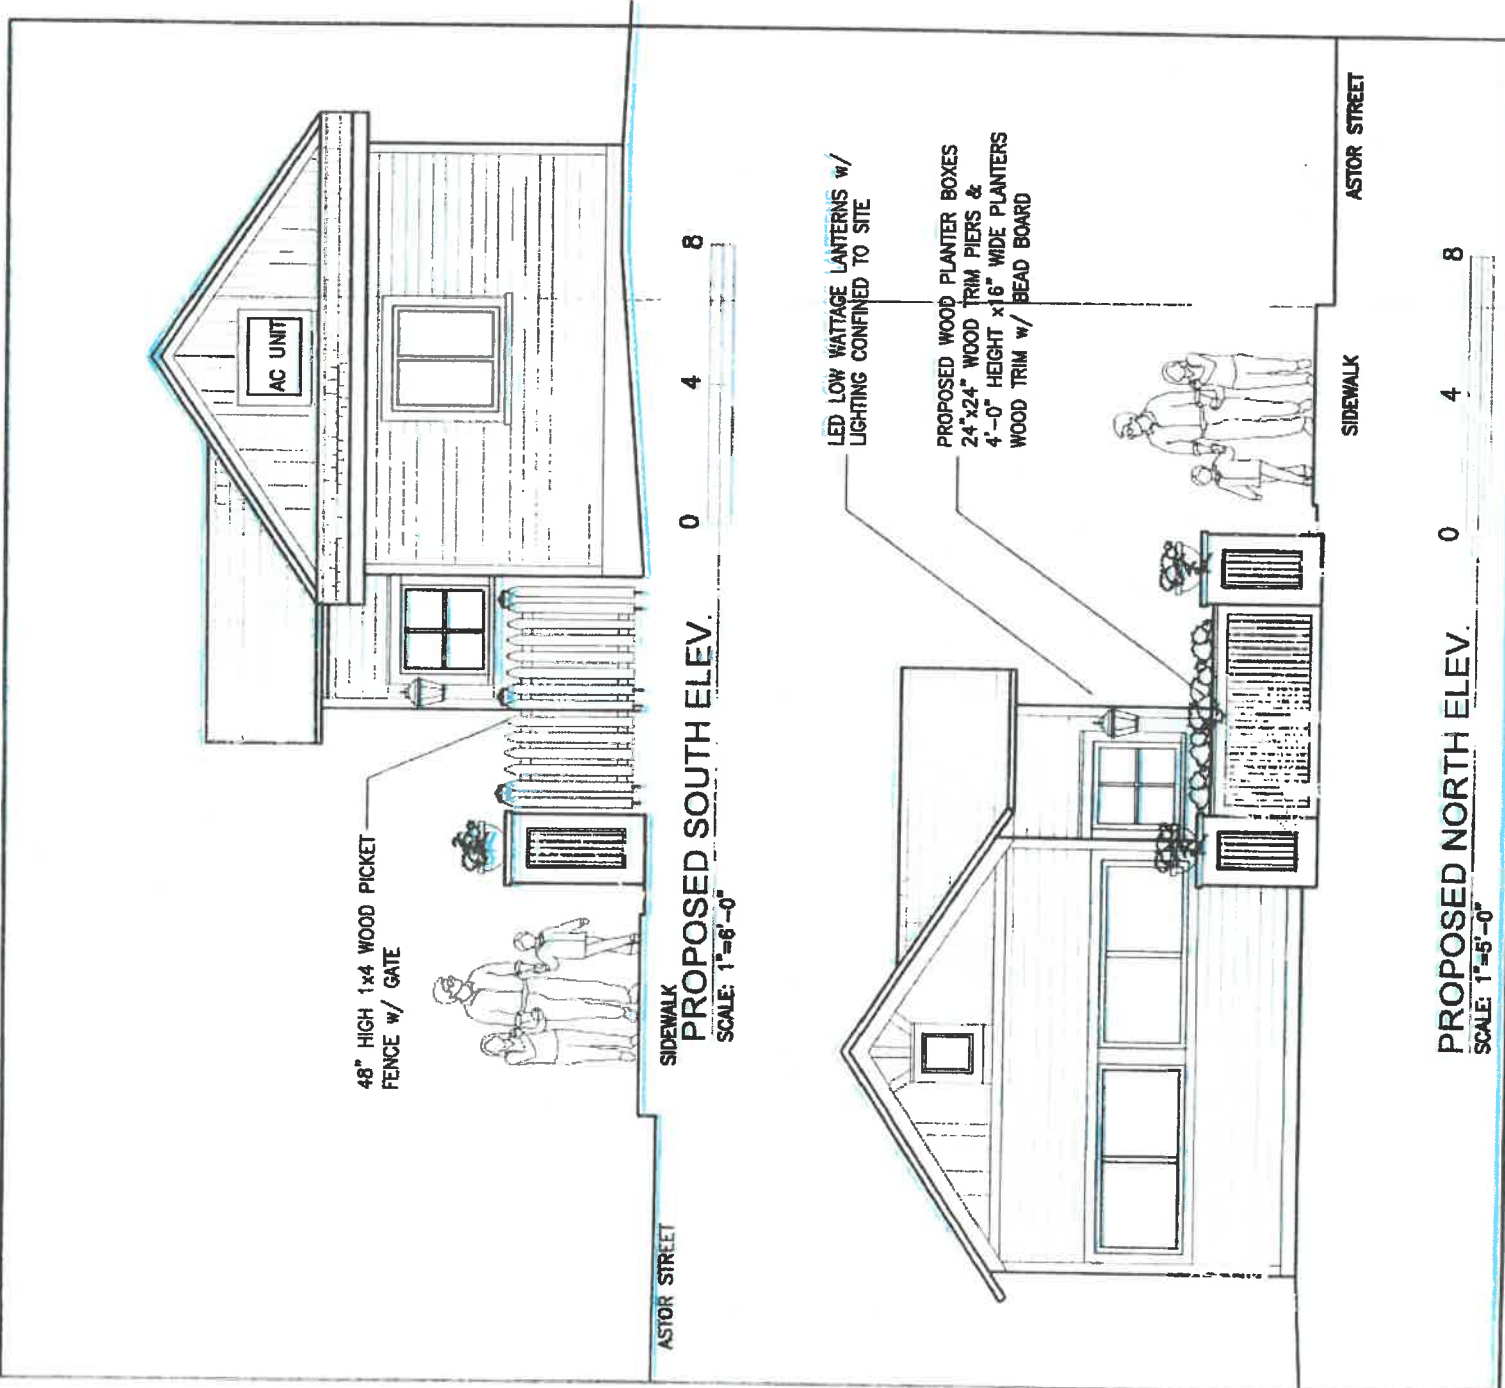 AC UNIT
48" HIGH 1x4 WOOD PICKET
FENCE w/ GATE
ASTOR STREET
SIDEWALK
PROPOSED SOUTH ELEV.
SCALE: 1"=6'-0"
0 4 8
LED LOW WATTAGE LANTERNS w/
LIGHTING CONFINED TO SITE
PROPOSED WOOD PLANTER BOXES
24"x24" WOOD TRIM PIERS &
4'-0" HEIGHT x16" WIDE PLANTERS
WOOD TRIM w/ BEAD BOARD
SIDEWALK
ASTOR STREET
PROPOSED NORTH ELEV.
SCALE: 1"=5'-0"
0 4 8